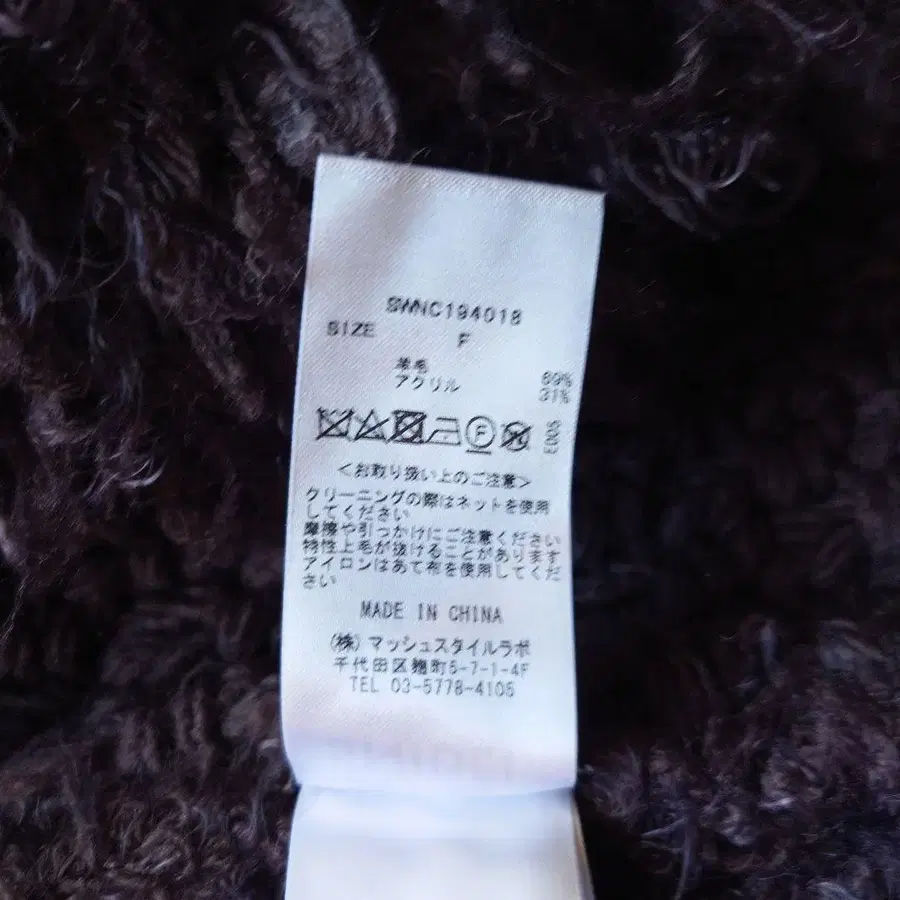 SWNC194018
SIZE F
羊毛 69%
アクリル 31%
F
ED0S
<お取り扱い上のご注意>
クリーニングの際はネットを使用
してください
摩擦や引っかけにご注意ください
特性上毛が抜けることがあります
アイロンはあて布を使用してくだ
さい
MADE IN CHINA
(株)マッシュスタイルラボ
千代田区麹町5-7-1-4F
TEL 03-5778-4105